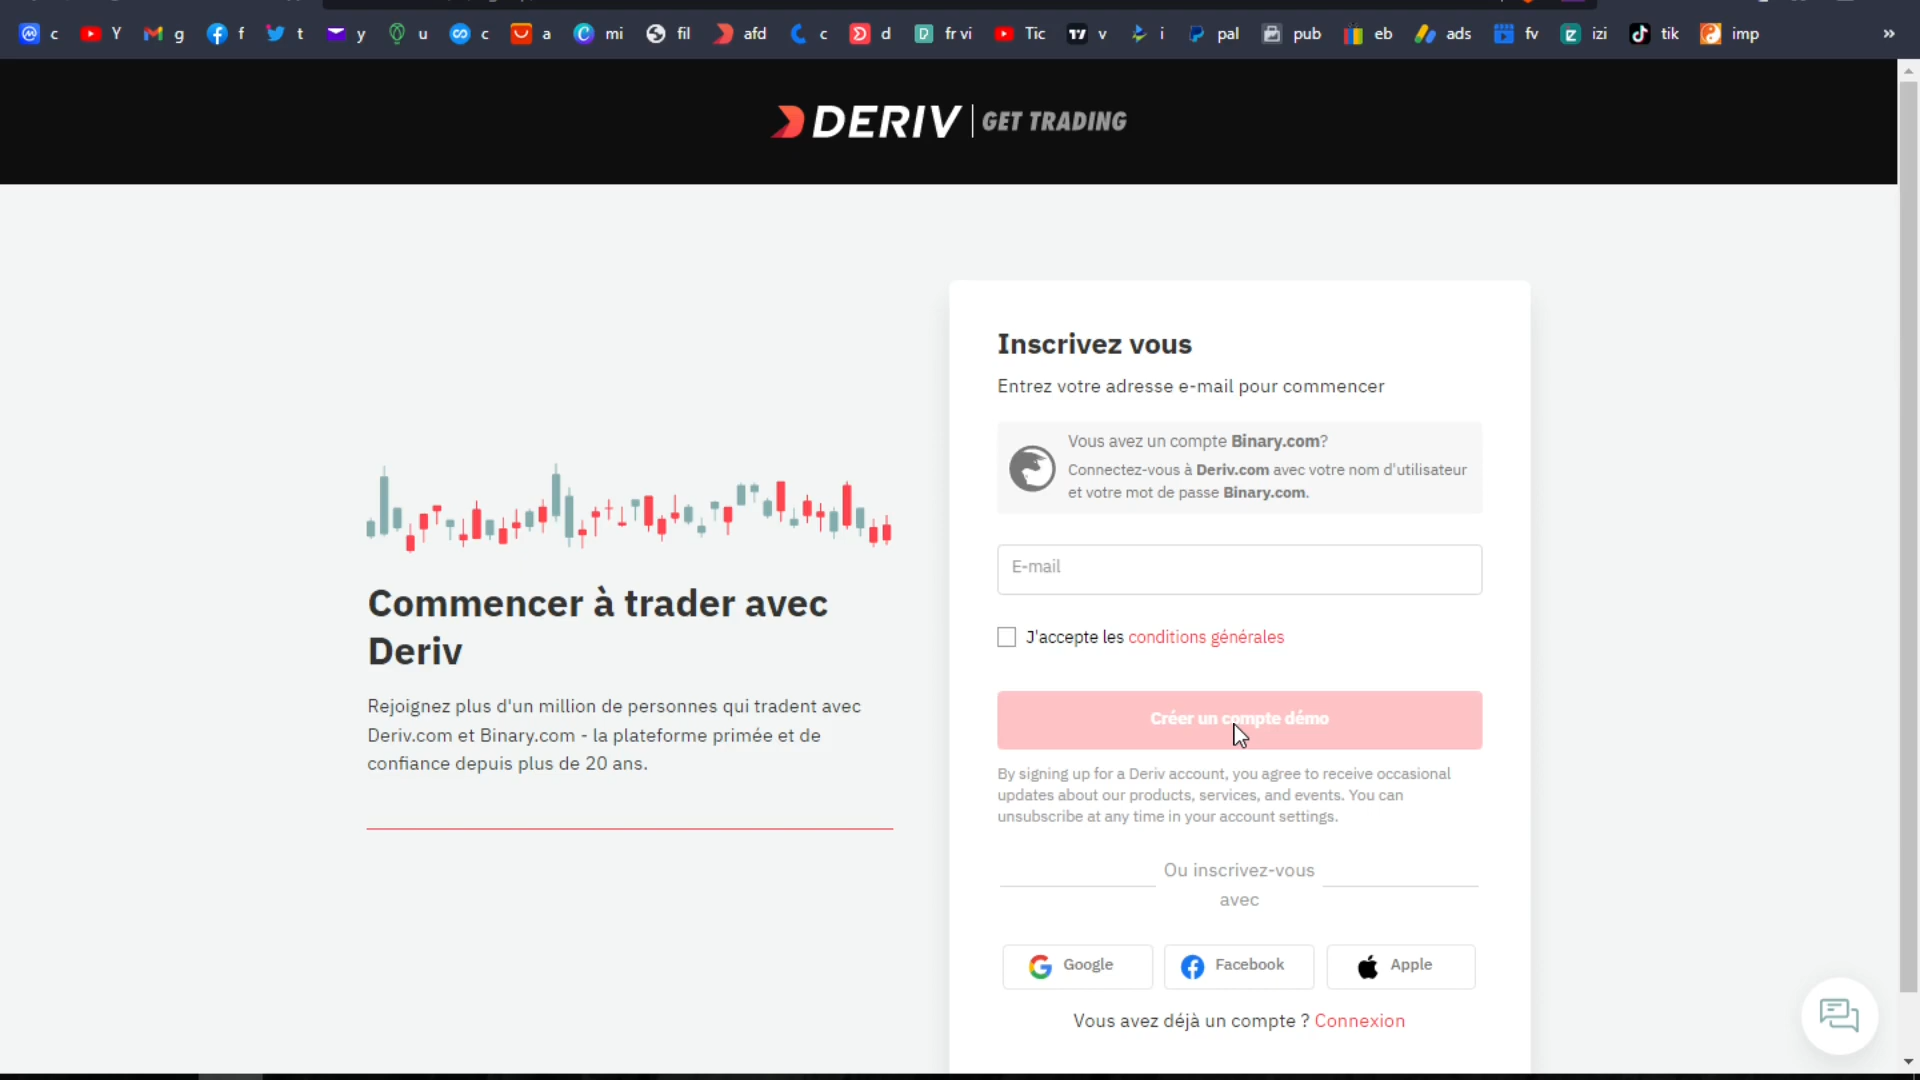 c Y g f t y u c a mi fil afd c d fr vi Tic v i pal pub eb ads fv izi tik imp »
DERIV | GET TRADING
Inscrivez vous
Entrez votre adresse e-mail pour commencer
Vous avez un compte Binary.com?
Connectez-vous à Deriv.com avec votre nom d'utilisateur
et votre mot de passe Binary.com.
E-mail
J'accepte les conditions générales
Créer un compte démo
By signing up for a Deriv account, you agree to receive occasional
updates about our products, services, and events. You can
unsubscribe at any time in your account settings.
Ou inscrivez-vous
avec
Google Facebook Apple
Vous avez déjà un compte ? Connexion
Commencer à trader avec
Deriv
Rejoignez plus d'un million de personnes qui tradent avec
Deriv.com et Binary.com - la plateforme primée et de
confiance depuis plus de 20 ans.